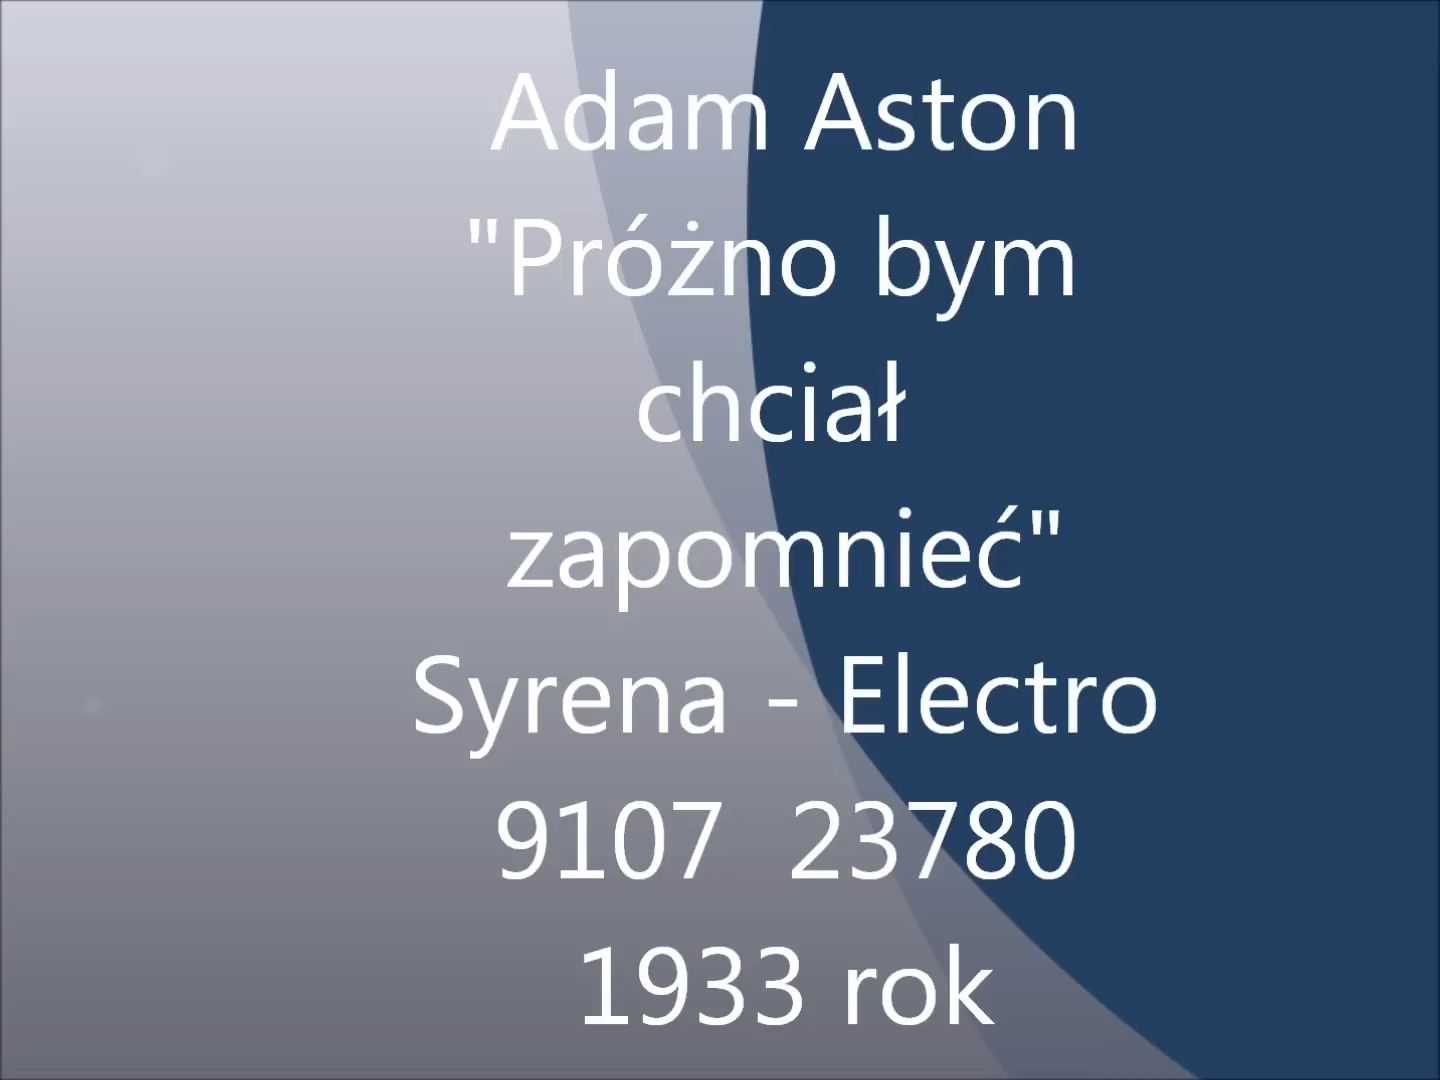 Adam Aston
"Próżno bym
chciał
zapomnieć"
Syrena - Electro
9107  23780
1933 rok